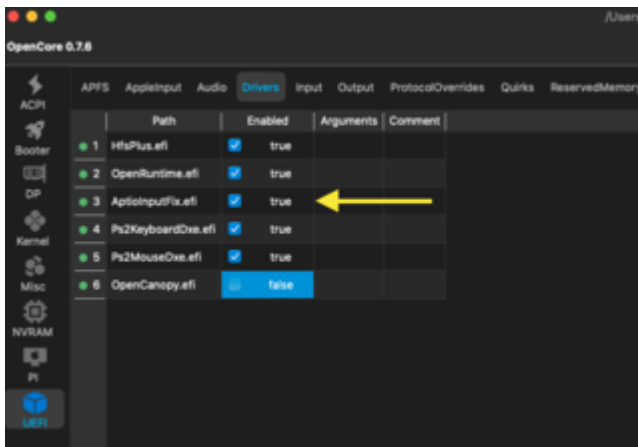 /Users
OpenCore 0.7.6
ACPI
Booter
DP
Kernel
Misc
NVRAM
PI
UEFI
APFS AppleInput Audio Drivers Input Output ProtocolOverrides Quirks ReservedMemory
Path Enabled Arguments Comment
1 HfsPlus.efi true
2 OpenRuntime.efi true
3 AptioInputFix.efi true
4 Ps2KeyboardDxe.efi true
5 Ps2MouseDxe.efi true
6 OpenCanopy.efi false